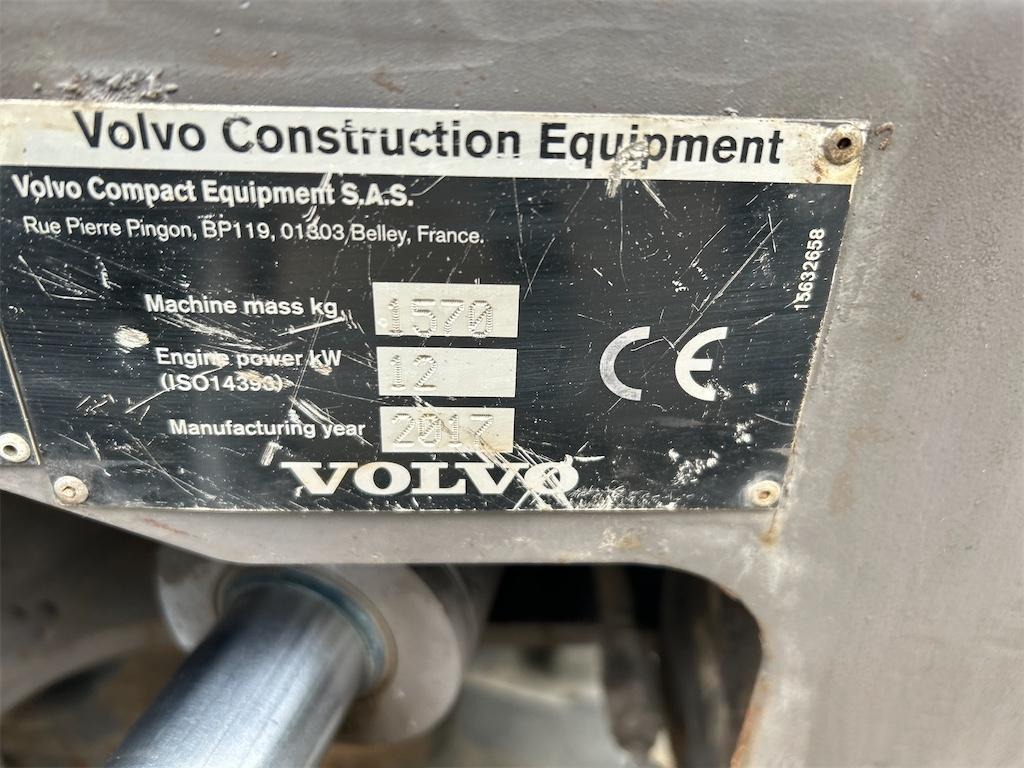 Volvo Construction Equipment
Volvo Compact Equipment S.A.S.
Rue Pierre Pingon, BP119, 01303 Belley, France.
15632658
Machine mass kg 1570
Engine power kW 12
(ISO14396)
Manufacturing year 2017
CE
VOLVO